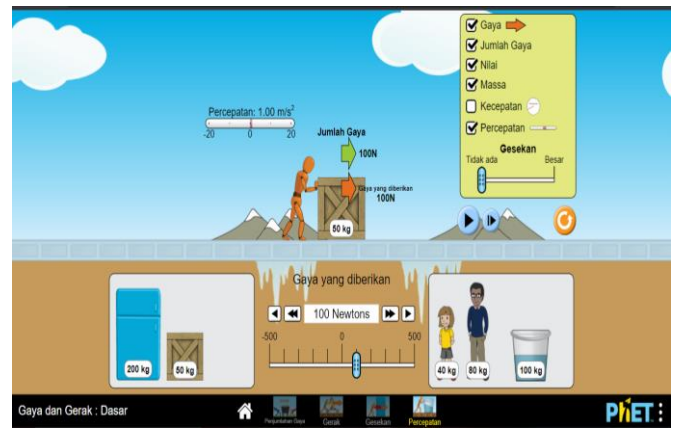 Gaya
Jumlah Gaya
Nilai
Massa
Kecepatan
Percepatan
Gesekan
Tidak ada Besar
Percepatan: 1.00 m/s²
-20 0 20
Jumlah Gaya
100N
Gaya yang diberikan
100N
50 kg
Gaya yang diberikan
100 Newtons
-500 0 500
200 kg 50 kg
40 kg 80 kg 100 kg
Gaya dan Gerak : Dasar
Penjumlahan Gaya Gerak Gesekan Percepatan
PhET